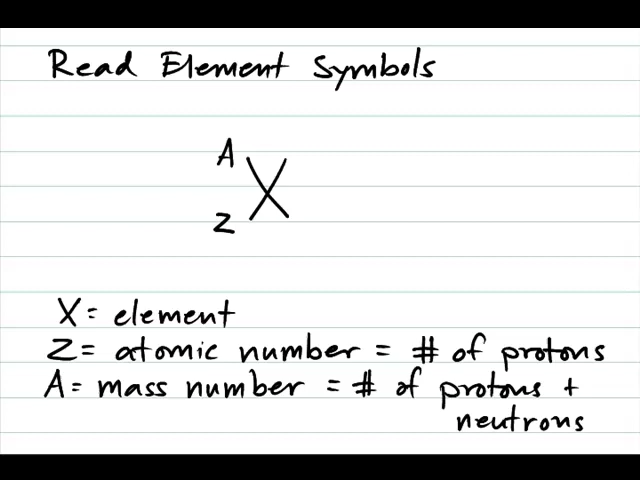 Read Element Symbols
A
X
Z
X = element
Z = atomic number = # of protons
A = mass number = # of protons +
neutrons